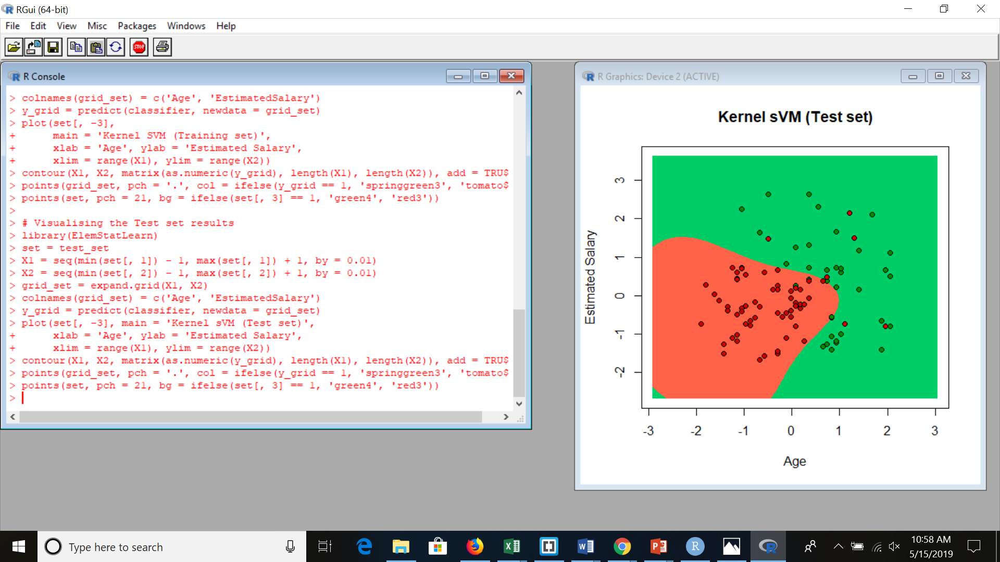 RGui (64-bit)
File Edit View Misc Packages Windows Help
STOP
R Console
> colnames(grid_set) = c('Age', 'EstimatedSalary')
> y_grid = predict(classifier, newdata = grid_set)
> plot(set[, -3],
+      main = 'Kernel SVM (Training set)',
+      xlab = 'Age', ylab = 'Estimated Salary',
+      xlim = range(X1), ylim = range(X2))
> contour(X1, X2, matrix(as.numeric(y_grid), length(X1), length(X2)), add = TRU$
> points(grid_set, pch = '.', col = ifelse(y_grid == 1, 'springgreen3', 'tomato$
> points(set, pch = 21, bg = ifelse(set[, 3] == 1, 'green4', 'red3'))
>
> # Visualising the Test set results
> library(ElemStatLearn)
> set = test_set
> X1 = seq(min(set[, 1]) - 1, max(set[, 1]) + 1, by = 0.01)
> X2 = seq(min(set[, 2]) - 1, max(set[, 2]) + 1, by = 0.01)
> grid_set = expand.grid(X1, X2)
> colnames(grid_set) = c('Age', 'EstimatedSalary')
> y_grid = predict(classifier, newdata = grid_set)
> plot(set[, -3], main = 'Kernel sVM (Test set)',
+      xlab = 'Age', ylab = 'Estimated Salary',
+      xlim = range(X1), ylim = range(X2))
> contour(X1, X2, matrix(as.numeric(y_grid), length(X1), length(X2)), add = TRU$
> points(grid_set, pch = '.', col = ifelse(y_grid == 1, 'springgreen3', 'tomato$
> points(set, pch = 21, bg = ifelse(set[, 3] == 1, 'green4', 'red3'))
>
R Graphics: Device 2 (ACTIVE)
Kernel sVM (Test set)
Estimated Salary
3
2
1
0
-1
-2
-3 -2 -1 0 1 2 3
Age
Type here to search
10:58 AM
5/15/2019